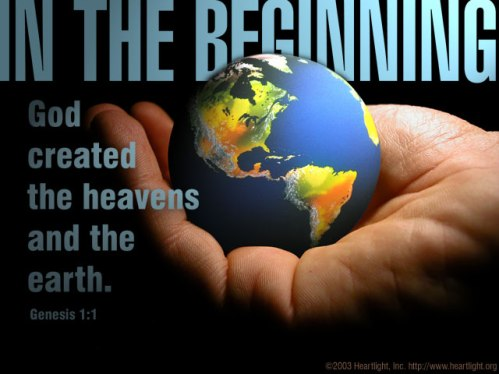 IN THE BEGINNING
God
created
the heavens
and the
earth.
Genesis 1:1
©2003 Heartlight, Inc. http://www.heartlight.org